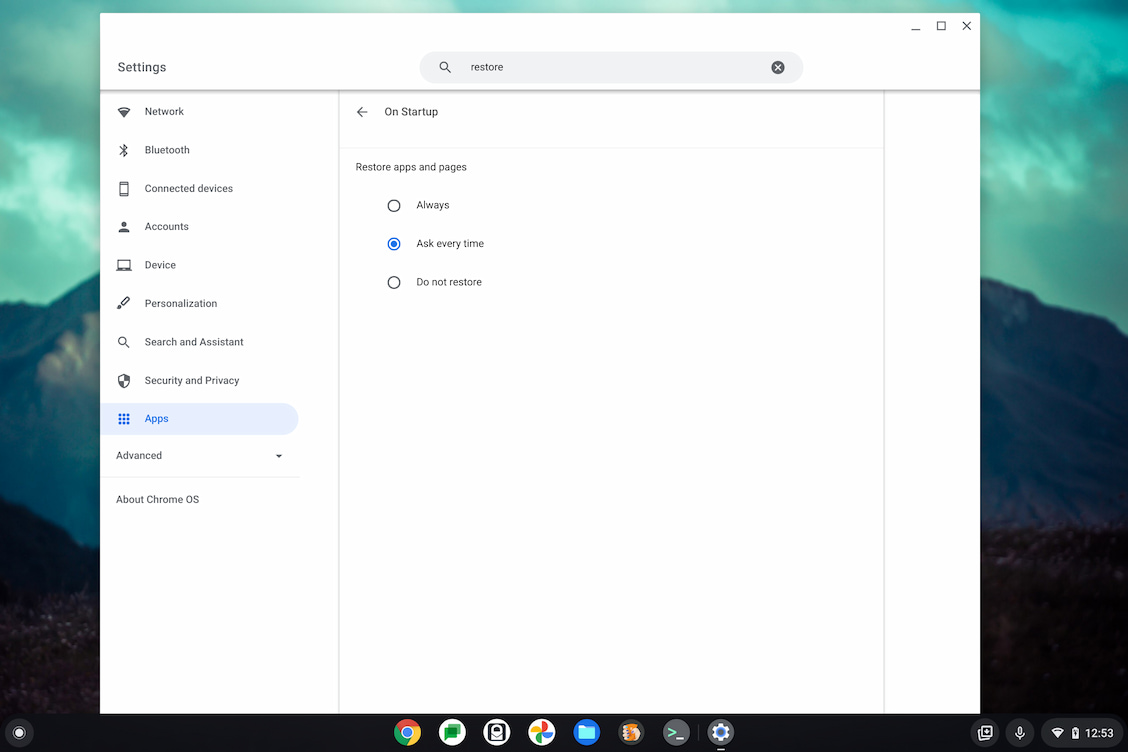 Settings
restore
Network
Bluetooth
Connected devices
Accounts
Device
Personalization
Search and Assistant
Security and Privacy
Apps
Advanced
About Chrome OS
On Startup
Restore apps and pages
Always
Ask every time
Do not restore
12:53